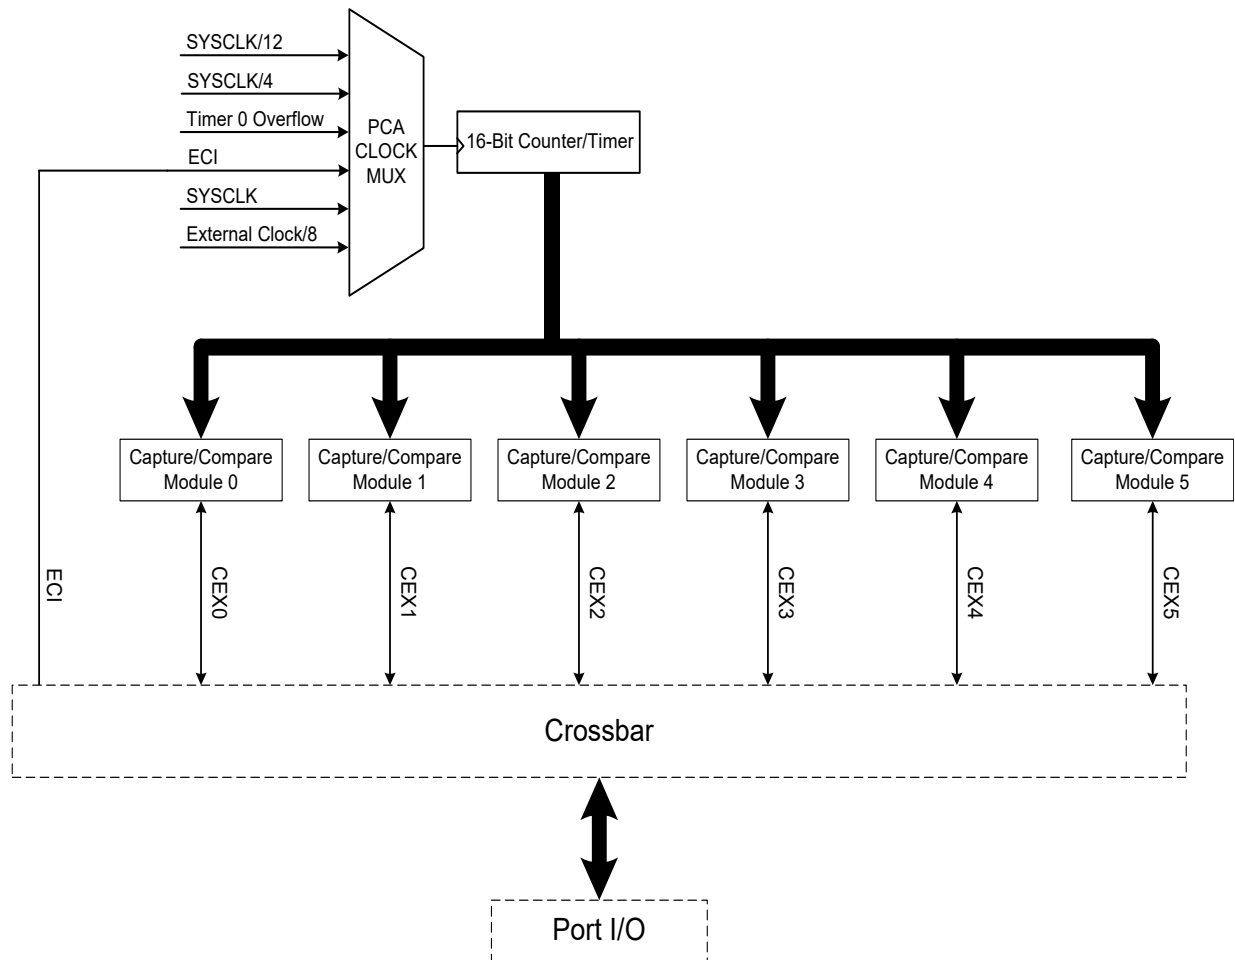 SYSCLK/12
SYSCLK/4
Timer 0 Overflow
ECI
SYSCLK
External Clock/8
PCA
CLOCK
MUX
16-Bit Counter/Timer
Capture/Compare
Module 0
Capture/Compare
Module 1
Capture/Compare
Module 2
Capture/Compare
Module 3
Capture/Compare
Module 4
Capture/Compare
Module 5
ECI
CEX0
CEX1
CEX2
CEX3
CEX4
CEX5
Crossbar
Port I/O